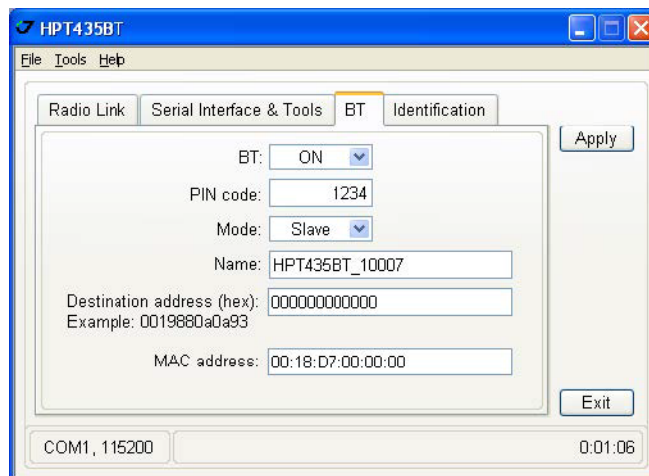 HPT435BT
File Tools Help
Radio Link Serial Interface & Tools BT Identification
Apply
BT: ON
PIN code: 1234
Mode: Slave
Name: HPT435BT_10007
Destination address (hex): 000000000000
Example: 0019880a0a93
MAC address: 00:18:D7:00:00:00
Exit
COM1, 115200 0:01:06